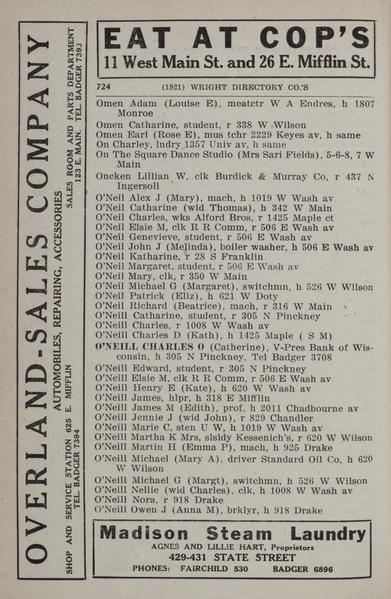 EAT AT COP'S
11 West Main St. and 26 E. Mifflin St.
724 (1921) WRIGHT DIRECTORY CO.'S
Omen Adam (Louise E), meatctr W A Endres, h 1807
Monroe
Omen Catharine, student, r 338 W Wilson
Omen Earl (Rose E), mus tchr 2229 Keyes av, h same
On Charley, lndry 1357 Univ av, h same
On The Square Dance Studio (Mrs Sari Fields), 5-6-8, 7 W
Main
Oncken Lillian W, clk Burdick & Murray Co, r 437 N
Ingersoll
O'Neil Alex J (Mary), mach, h 1019 W Wash av
O'Neil Catharine (wid Thomas), h 342 W Main
O'Neil Charles, wks Alford Bros, r 1425 Maple ct
O'Neil Elsie M, clk R R Comm, r 506 E Wash av
O'Neil Genevieve, student, r 506 E Wash av
O'Neil John J (Melinda), boiler washer, h 506 E Wash av
O'Neil Katharine, r 28 S Franklin
O'Neil Margaret, student, r 506 E Wash av
O'Neil Mary, clk, r 350 W Main
O'Neil Michael G (Margaret), switchmn, h 526 W Wilson
O'Neil Patrick (Eliz), h 621 W Doty
O'Neil Richard (Beatrice), mach, r 316 W Main
O'Neill Catharine, student, r 305 N Pinckney
O'Neill Charles, r 1008 W Wash av
O'Neill Charles D (Kath), h 1425 Maple ( S M)
O'NEILL CHARLES O (Catherine), V-Pres Bank of Wis-
consin, h 305 N Pinckney, Tel Badger 3708
O'Neill Edward, student, r 305 N Pinckney
O'Neill Elsie M, clk R R Comm, r 506 E Wash av
O'Neill Henry E (Kate), h 620 W Wash av
O'Neill James, hlpr, h 318 E Mifflin
O'Neill James M (Edith), prof, h 2011 Chadbourne av
O'Neill Jennie J (wid John), r 829 Chandler
O'Neill Marie C, sten U W, h 1019 W Wash av
O'Neill Martha K Mrs, slsldy Kessenich's, r 620 W Wilson
O'Neill Martin H (Emma P), mach, h 925 Drake
O'Neill Michael (Mary A), driver Standard Oil Co, h 620
W Wilson
O'Neill Michael G (Margt), switchmn, h 526 W Wilson
O'Neill Nellie (wid Charles), clk, h 1008 W Wash av
O'Neill Nora, r 918 Drake
O'Neill Owen J (Anna M), brklyr, h 918 Drake
Madison Steam Laundry
AGNES AND LILLIE HART, Proprietors
429-431 STATE STREET
PHONES: FAIRCHILD 530 BADGER 6896
OVERLAND-SALES COMPANY
AUTOMOBILES, REPAIRING, ACCESSORIES
SHOP AND SERVICE STATION 625 E. MIFFLIN
TEL. BADGER 7394
SALES ROOM AND PARTS DEPARTMENT
123 E. MAIN. TEL. BADGER 7393